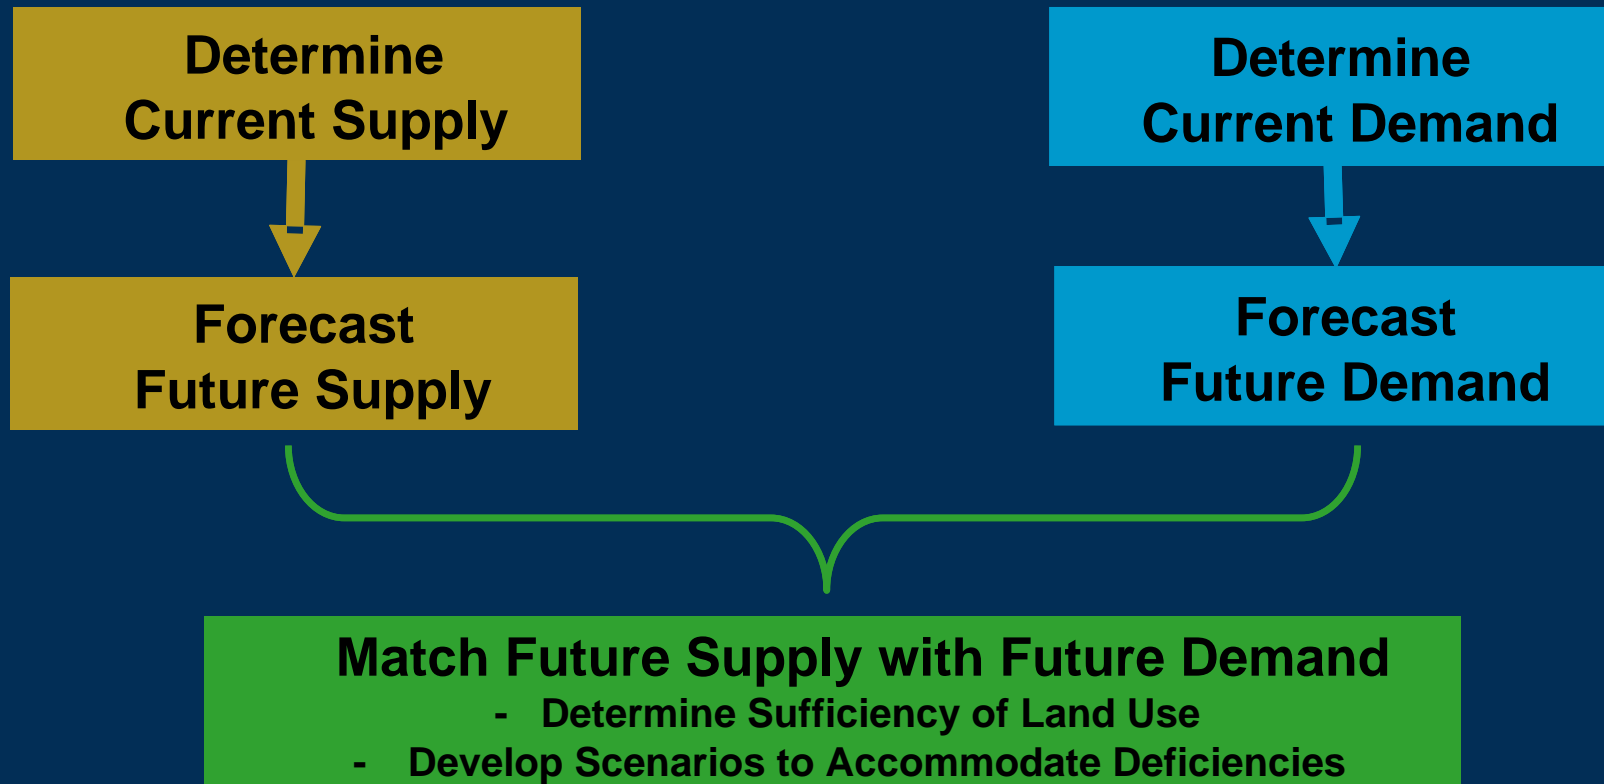 Determine
Current Supply
Determine
Current Demand
Forecast
Future Supply
Forecast
Future Demand
Match Future Supply with Future Demand
- Determine Sufficiency of Land Use
- Develop Scenarios to Accommodate Deficiencies